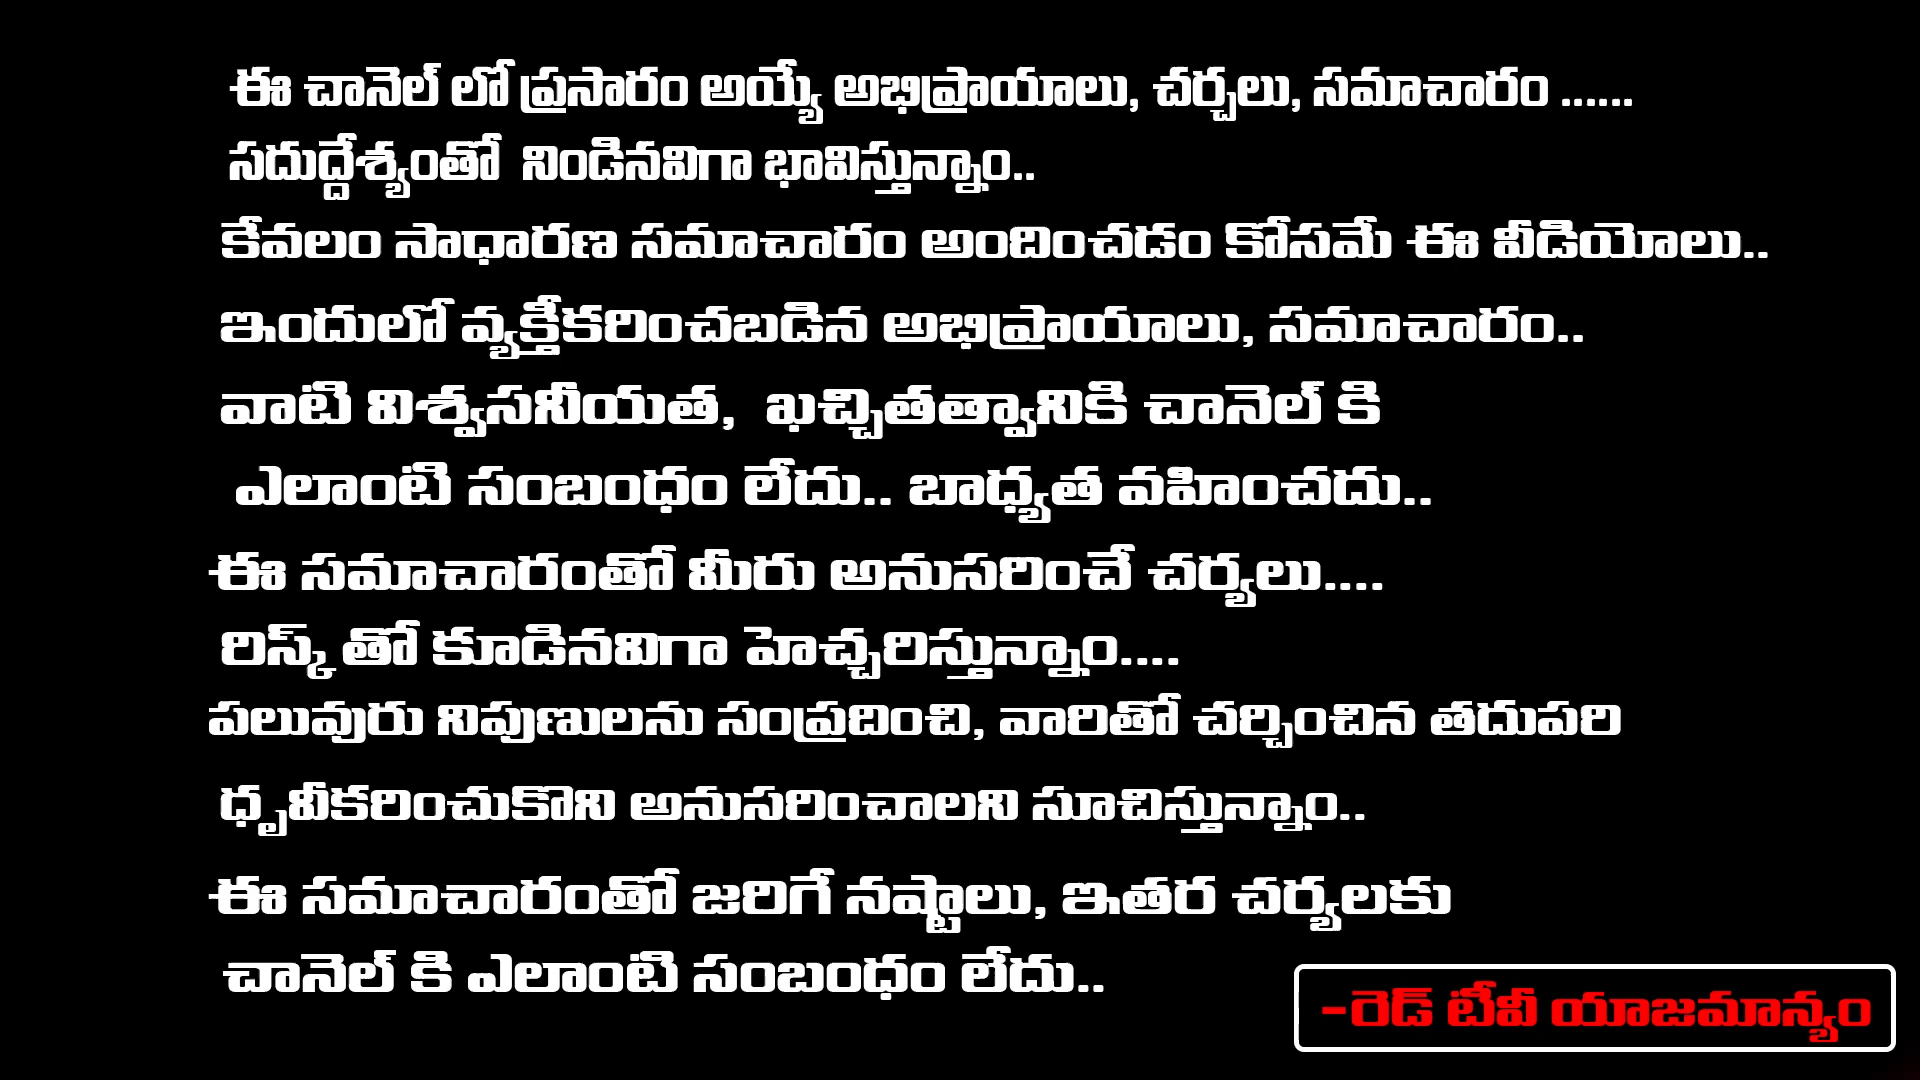 ఈ చానెల్ లో ప్రసారం అయ్యే అభిప్రాయాలు, చర్చలు, సమాచారం ......
సదుద్దేశ్యంతో నిండినవిగా భావిస్తున్నాం..
కేవలం సాధారణ సమాచారం అందించడం కోసమే ఈ వీడియోలు..
ఇందులో వ్యక్తీకరించబడిన అభిప్రాయాలు, సమాచారం..
వాటి విశ్వసనీయత, ఖచ్చితత్వానికి చానెల్ కి
ఎలాంటి సంబంధం లేదు.. బాధ్యత వహించదు..
ఈ సమాచారంతో మీరు అనుసరించే చర్యలు....
రిస్క్ తో కూడినవిగా హెచ్చరిస్తున్నాం....
పలువురు నిపుణులను సంప్రదించి, వారితో చర్చించిన తదుపరి
ధృవీకరించుకొని అనుసరించాలని సూచిస్తున్నాం..
ఈ సమాచారంతో జరిగే నష్టాలు, ఇతర చర్యలకు
చానెల్ కి ఎలాంటి సంబంధం లేదు..
-రెడ్ టీవీ యాజమాన్యం